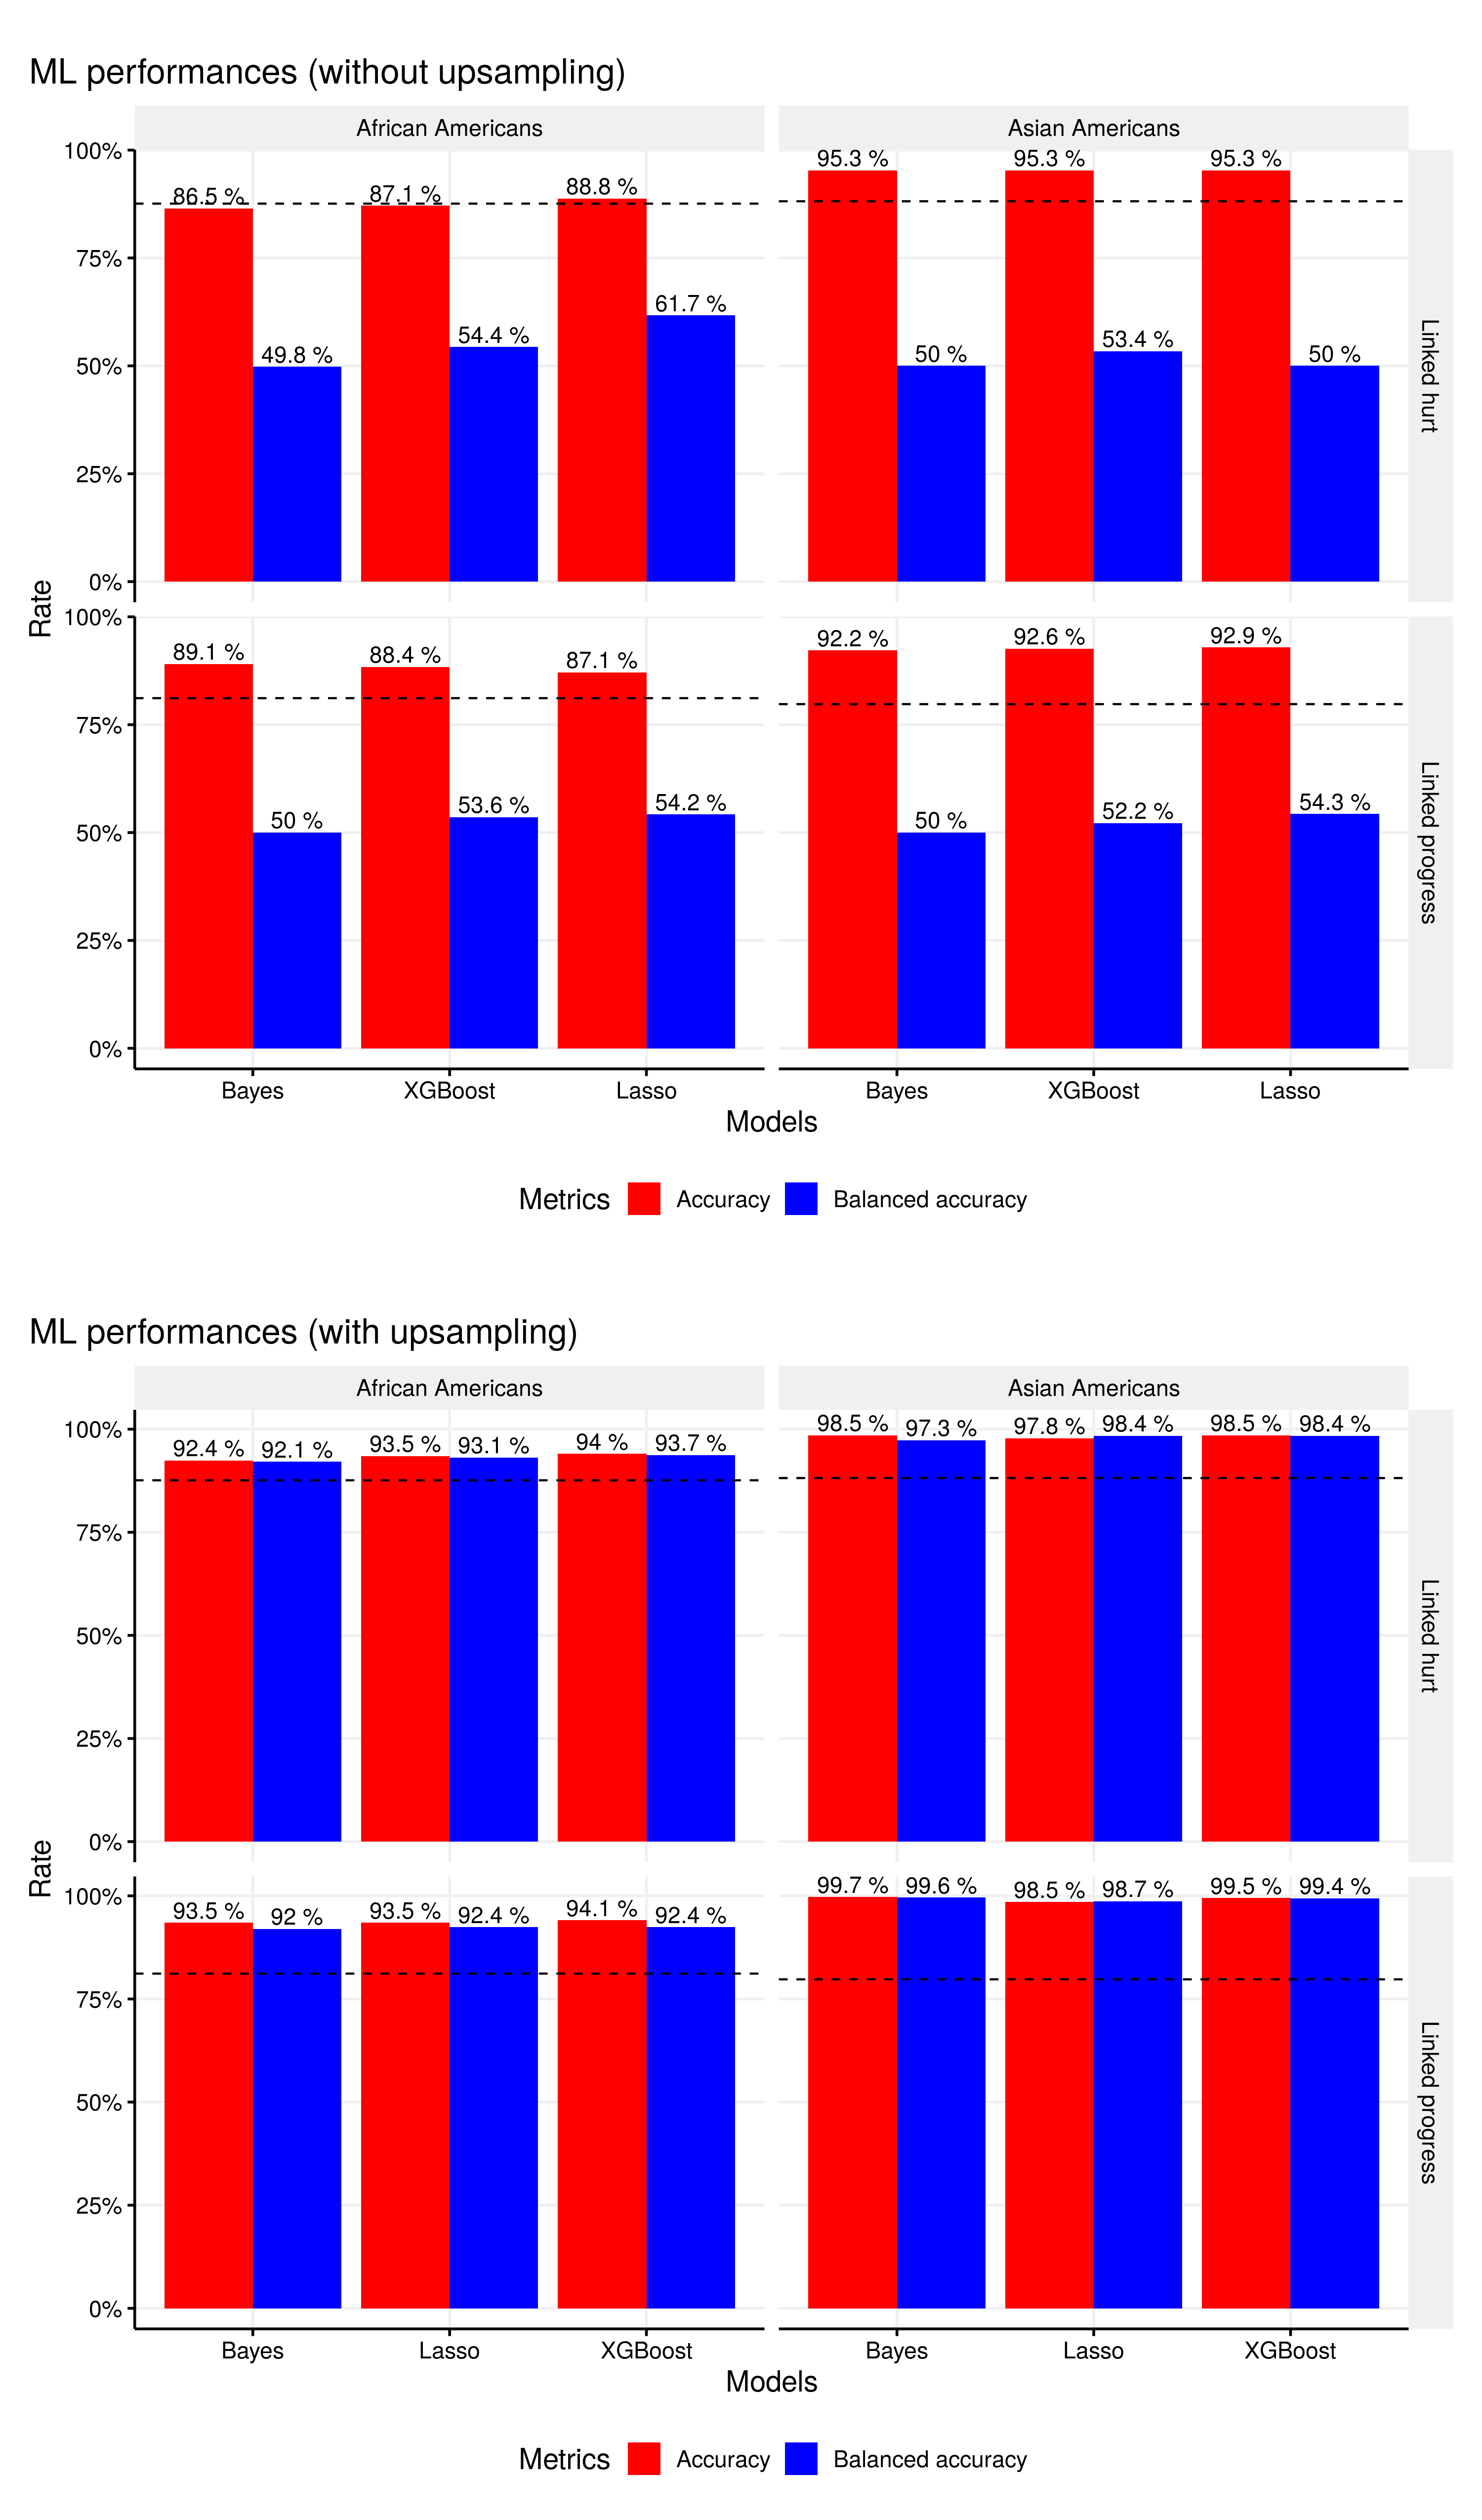 ML performances (without upsampling)
African Americans
Asian Americans
100%
75%
50%
25%
0%
86.5 %
49.8 %
87.1 %
54.4 %
88.8 %
61.7 %
95.3 %
50 %
95.3 %
53.4 %
95.3 %
50 %
Linked hurt
Rate
100%
75%
50%
25%
0%
89.1 %
50 %
88.4 %
53.6 %
87.1 %
54.2 %
92.2 %
50 %
92.6 %
52.2 %
92.9 %
54.3 %
Linked progress
Bayes
XGBoost
Lasso
Bayes
XGBoost
Lasso
Models
Metrics
Accuracy
Balanced accuracy
ML performances (with upsampling)
African Americans
Asian Americans
100%
75%
50%
25%
0%
92.4 %
92.1 %
93.5 %
93.1 %
94 %
93.7 %
98.5 %
97.3 %
97.8 %
98.4 %
98.5 %
98.4 %
Linked hurt
Rate
100%
75%
50%
25%
0%
93.5 %
92 %
93.5 %
92.4 %
94.1 %
92.4 %
99.7 %
99.6 %
98.5 %
98.7 %
99.5 %
99.4 %
Linked progress
Bayes
Lasso
XGBoost
Bayes
Lasso
XGBoost
Models
Metrics
Accuracy
Balanced accuracy